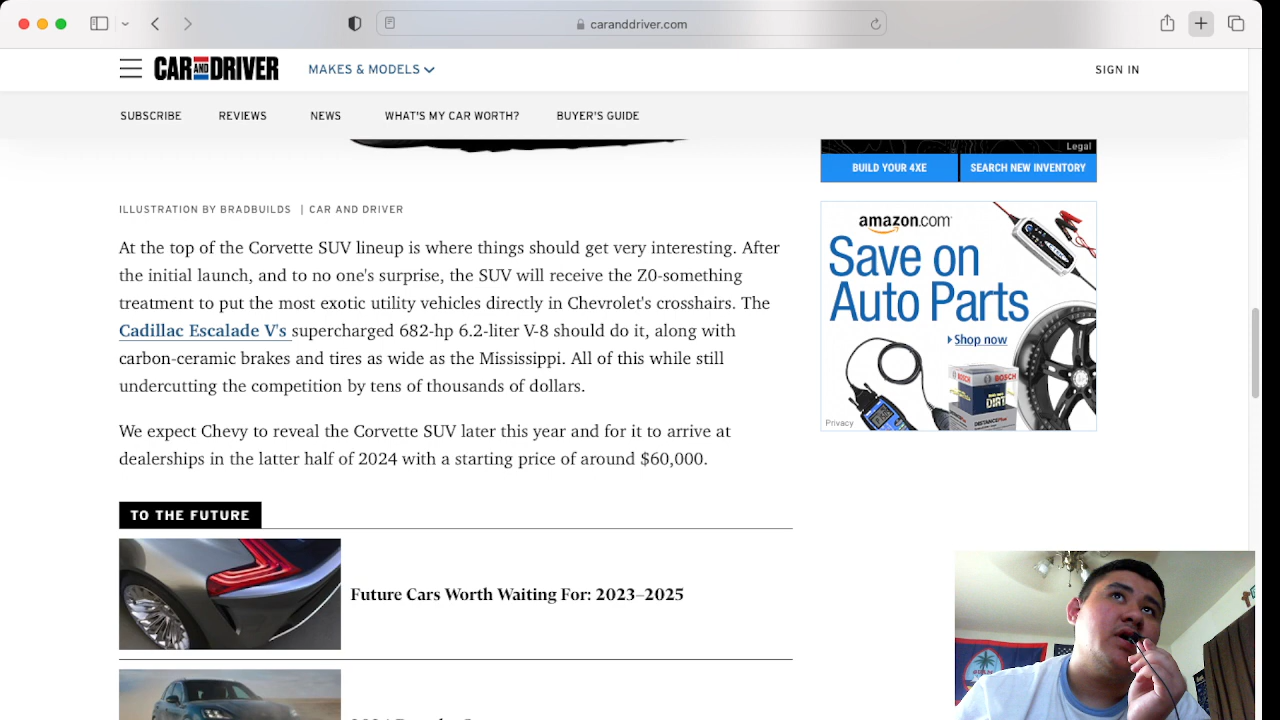 caranddriver.com
CAR AND DRIVER
MAKES & MODELS
SIGN IN
SUBSCRIBE
REVIEWS
NEWS
WHAT'S MY CAR WORTH?
BUYER'S GUIDE
ILLUSTRATION BY BRADBUILDS | CAR AND DRIVER
At the top of the Corvette SUV lineup is where things should get very interesting. After
the initial launch, and to no one's surprise, the SUV will receive the Z0-something
treatment to put the most exotic utility vehicles directly in Chevrolet's crosshairs. The
Cadillac Escalade V's supercharged 682-hp 6.2-liter V-8 should do it, along with
carbon-ceramic brakes and tires as wide as the Mississippi. All of this while still
undercutting the competition by tens of thousands of dollars.
We expect Chevy to reveal the Corvette SUV later this year and for it to arrive at
dealerships in the latter half of 2024 with a starting price of around $60,000.
TO THE FUTURE
Future Cars Worth Waiting For: 2023–2025
Legal
BUILD YOUR 4XE
SEARCH NEW INVENTORY
amazon.com
Save on
Auto Parts
Shop now
BOSCH
Privacy